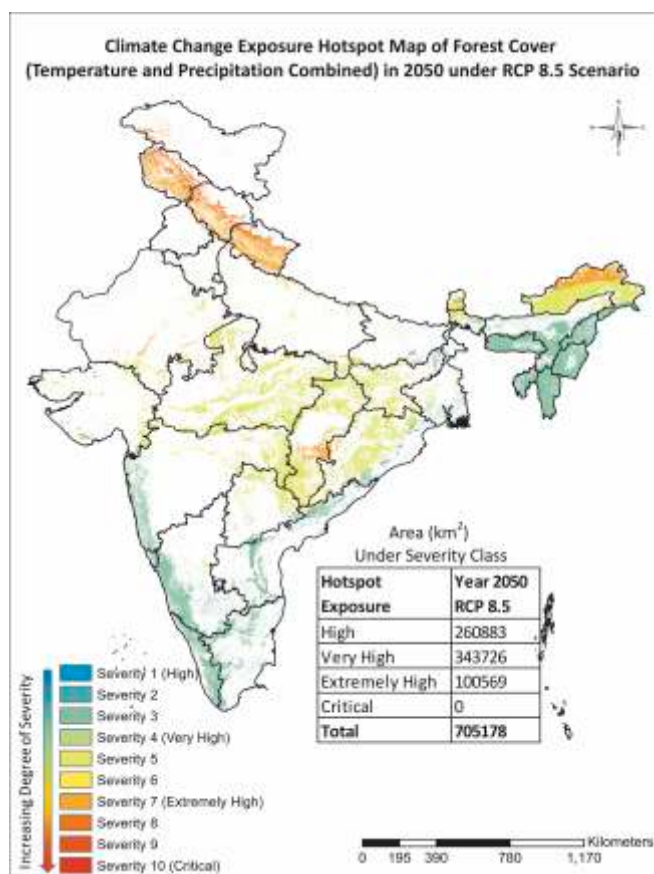 Climate Change Exposure Hotspot Map of Forest Cover
(Temperature and Precipitation Combined) in 2050 under RCP 8.5 Scenario
Area (km²)
Under Severity Class
Hotspot Exposure Year 2050 RCP 8.5
High 260883
Very High 343726
Extremely High 100569
Critical 0
Total 705178
Increasing Degree of Severity
Severity 1 (High)
Severity 2
Severity 3
Severity 4 (Very High)
Severity 5
Severity 6
Severity 7 (Extremely High)
Severity 8
Severity 9
Severity 10 (Critical)
Kilometers
0 195 390 780 1,170